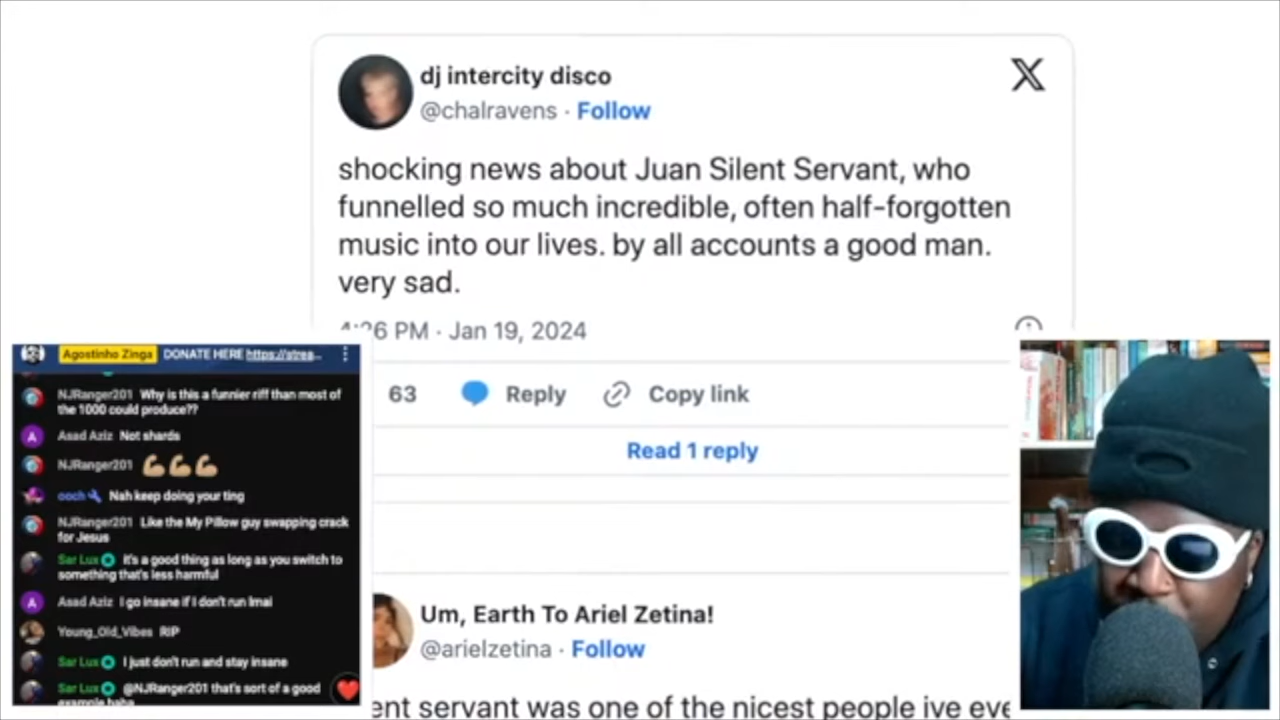 dj intercity disco
@chalravens · Follow
shocking news about Juan Silent Servant, who
funnelled so much incredible, often half-forgotten
music into our lives. by all accounts a good man.
very sad.
PM · Jan 19, 2024
63 Reply Copy link
Read 1 reply
Um, Earth To Ariel Zetina!
@arielzetina · Follow
servant was one of the nicest people ive
Agostinho Zinga DONATE HERE https://strea...
NJRanger201 Why is this a funnier riff than most of
the 1000 could produce??
Asad Aziz Not shards
NJRanger201 💪🏽💪🏽💪🏽
ooch Nah keep doing your ting
NJRanger201 Like the My Pillow guy swapping crack
for Jesus
Sar Lux it's a good thing as long as you switch to
something that's less harmful
Asad Aziz I go insane if I don't run lmai
Young_Old_Vibes RIP
Sar Lux I just don't run and stay insane
Sar Lux @NJRanger201 that's sort of a good
example haha